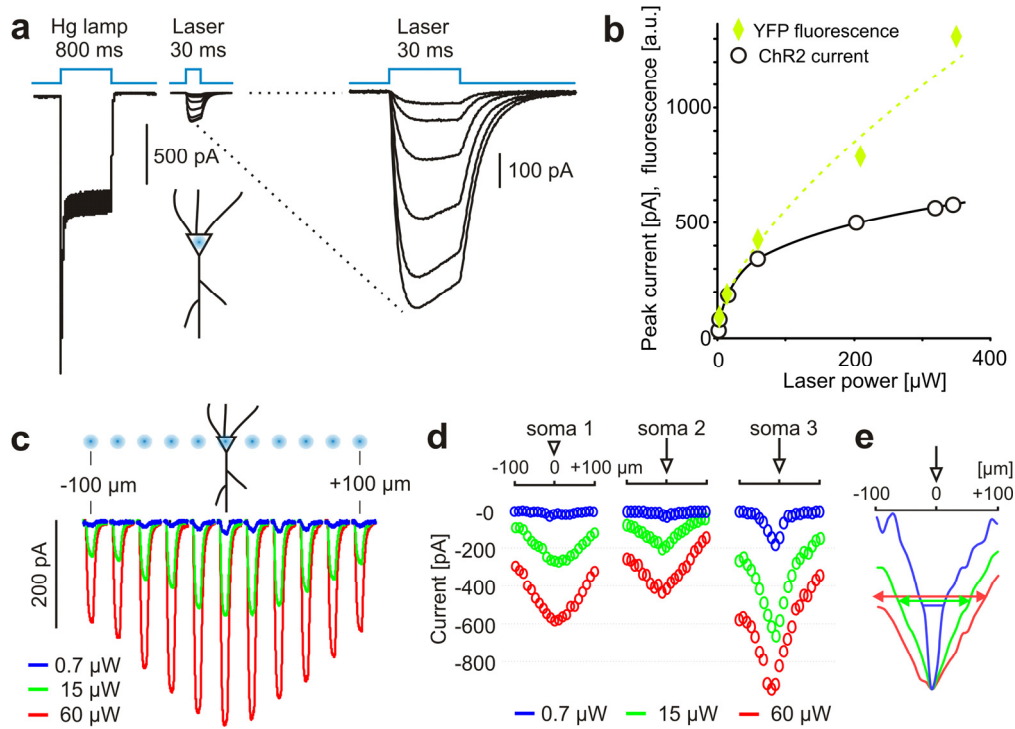 a
Hg lamp
800 ms
Laser
30 ms
Laser
30 ms
500 pA
100 pA
b
YFP fluorescence
ChR2 current
Peak current [pA], fluorescence [a.u.]
1000
500
0
0
200
400
Laser power [µW]
c
-100 µm
+100 µm
200 pA
0.7 µW
15 µW
60 µW
d
soma 1
soma 2
soma 3
-100
0
+100 µm
Current [pA]
-0
-200
-400
-600
-800
0.7 µW
15 µW
60 µW
e
[µm]
-100
0
+100